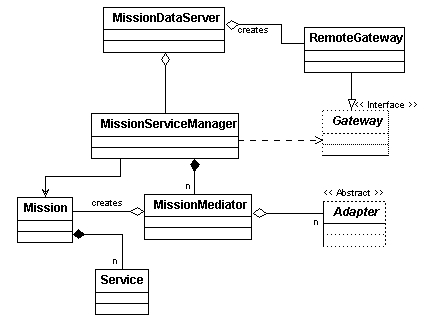 MissionDataServer
creates
RemoteGateway
<< Interface >>
Gateway
MissionServiceManager
n
<< Abstract >>
Mission
creates
MissionMediator
Adapter
n
n
Service